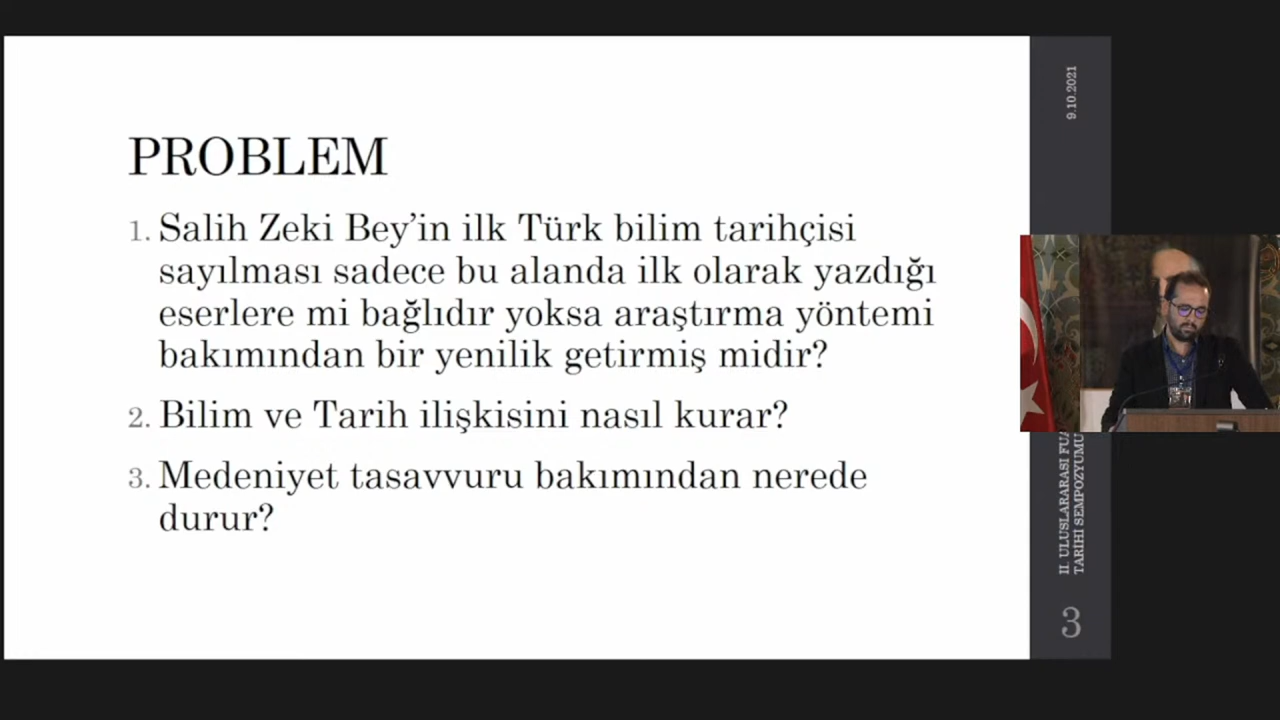 PROBLEM
1. Salih Zeki Bey’in ilk Türk bilim tarihçisi
sayılması sadece bu alanda ilk olarak yazdığı
eserlere mi bağlıdır yoksa araştırma yöntemi
bakımından bir yenilik getirmiş midir?
2. Bilim ve Tarih ilişkisini nasıl kurar?
3. Medeniyet tasavvuru bakımından nerede
durur?
9.10.2021
II. ULUSLARARASI
TARİHİ SEMPOZYUMU
3